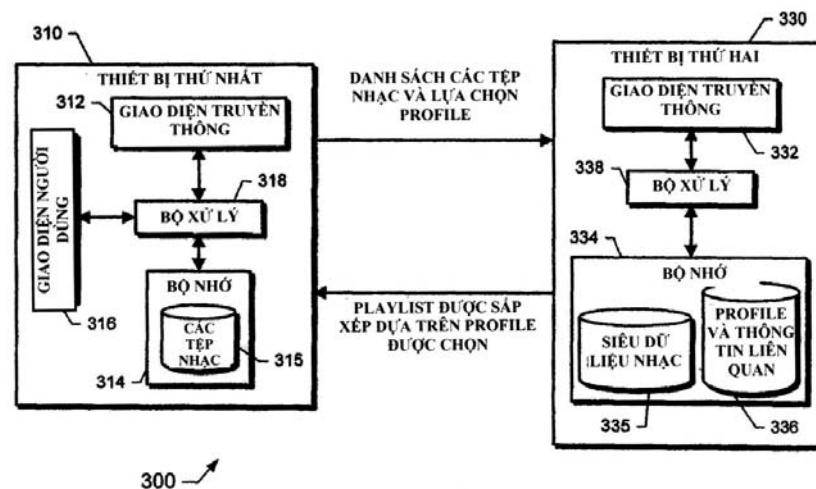 310
THIẾT BỊ THỨ NHẤT
312
GIAO DIỆN TRUYỀN
THÔNG
318
BỘ XỬ LÝ
GIAO DIỆN NGƯỜI
DÙNG
316
BỘ NHỚ
CÁC
TỆP
NHẠC
315
314
DANH SÁCH CÁC TỆP
NHẠC VÀ LỰA CHỌN
PROFILE
PLAYLIST ĐƯỢC SẮP
XẾP DỰA TRÊN PROFILE
ĐƯỢC CHỌN
330
THIẾT BỊ THỨ HAI
GIAO DIỆN TRUYỀN
THÔNG
332
338
BỘ XỬ LÝ
334
BỘ NHỚ
SIÊU DỮ
LIỆU NHẠC
335
PROFILE
VÀ THÔNG
TIN LIÊN
QUAN
336
300